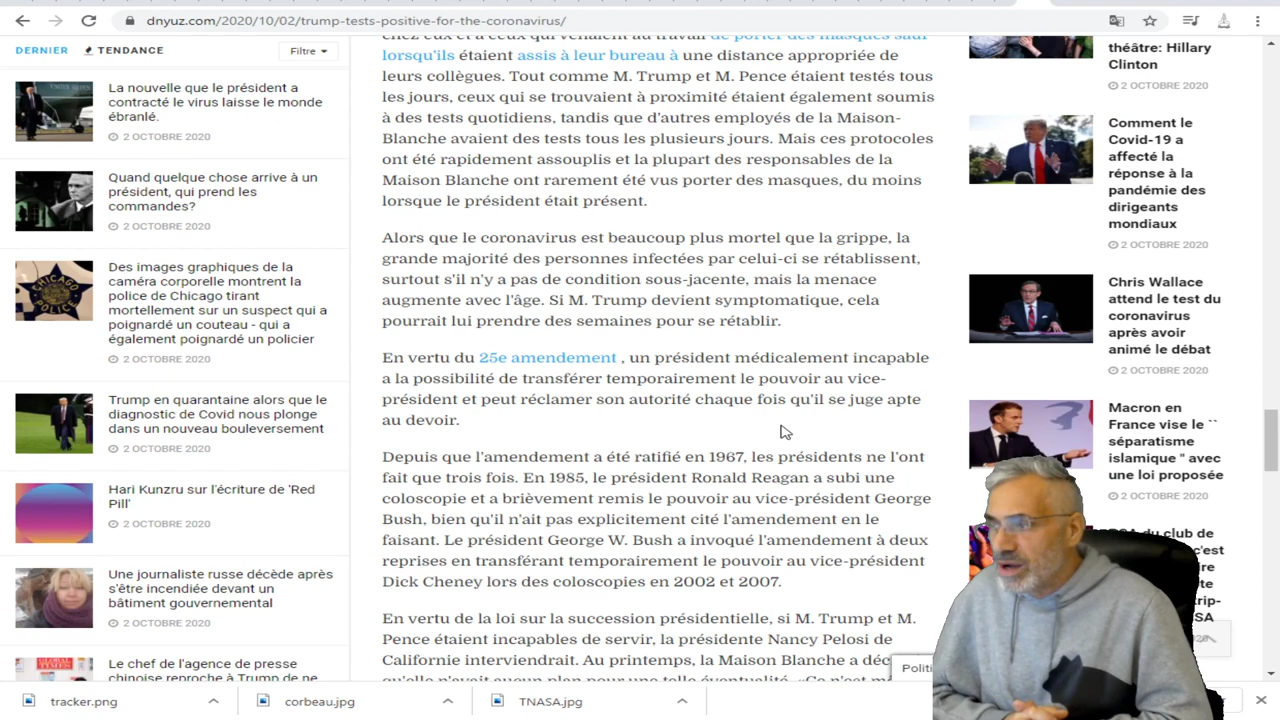 dnyuz.com/2020/10/02/trump-tests-positive-for-the-coronavirus/
DERNIER
TENDANCE
Filtre
La nouvelle que le président a
contracté le virus laisse le monde
ébranlé.
2 OCTOBRE 2020
Quand quelque chose arrive à un
président, qui prend les
commandes?
2 OCTOBRE 2020
CHICAGO
POLICE
Des images graphiques de la
caméra corporelle montrent la
police de Chicago tirant
mortellement sur un suspect qui a
poignardé un couteau - qui a
également poignardé un policier
2 OCTOBRE 2020
Trump en quarantaine alors que le
diagnostic de Covid nous plonge
dans un nouveau bouleversement
2 OCTOBRE 2020
Hari Kunzru sur l'écriture de 'Red
Pill'
2 OCTOBRE 2020
Une journaliste russe décède après
s'être incendiée devant un
bâtiment gouvernemental
2 OCTOBRE 2020
GLOBAL
TIMES
Le chef de l'agence de presse
chinoise reproche à Trump de ne
chez eux et à ceux qui venaient au travail de porter des masques sauf
lorsqu'ils étaient assis à leur bureau à une distance appropriée de
leurs collègues. Tout comme M. Trump et M. Pence étaient testés tous
les jours, ceux qui se trouvaient à proximité étaient également soumis
à des tests quotidiens, tandis que d'autres employés de la Maison-
Blanche avaient des tests tous les plusieurs jours. Mais ces protocoles
ont été rapidement assouplis et la plupart des responsables de la
Maison Blanche ont rarement été vus porter des masques, du moins
lorsque le président était présent.
Alors que le coronavirus est beaucoup plus mortel que la grippe, la
grande majorité des personnes infectées par celui-ci se rétablissent,
surtout s'il n'y a pas de condition sous-jacente, mais la menace
augmente avec l'âge. Si M. Trump devient symptomatique, cela
pourrait lui prendre des semaines pour se rétablir.
En vertu du 25e amendement , un président médicalement incapable
a la possibilité de transférer temporairement le pouvoir au vice-
président et peut réclamer son autorité chaque fois qu'il se juge apte
au devoir.
Depuis que l'amendement a été ratifié en 1967, les présidents ne l'ont
fait que trois fois. En 1985, le président Ronald Reagan a subi une
coloscopie et a brièvement remis le pouvoir au vice-président George
Bush, bien qu'il n'ait pas explicitement cité l'amendement en le
faisant. Le président George W. Bush a invoqué l'amendement à deux
reprises en transférant temporairement le pouvoir au vice-président
Dick Cheney lors des coloscopies en 2002 et 2007.
En vertu de la loi sur la succession présidentielle, si M. Trump et M.
Pence étaient incapables de servir, la présidente Nancy Pelosi de
Californie interviendrait. Au printemps, la Maison Blanche a
théâtre: Hillary
Clinton
2 OCTOBRE 2020
Comment le
Covid-19 a
affecté la
réponse à la
pandémie des
dirigeants
mondiaux
2 OCTOBRE 2020
Chris Wallace
attend le test du
coronavirus
après avoir
animé le débat
2 OCTOBRE 2020
Macron en
France vise le ``
séparatisme
islamique '' avec
une loi proposée
2 OCTOBRE 2020
du club de
c'est
tracker.png
corbeau.jpg
TNASA.jpg